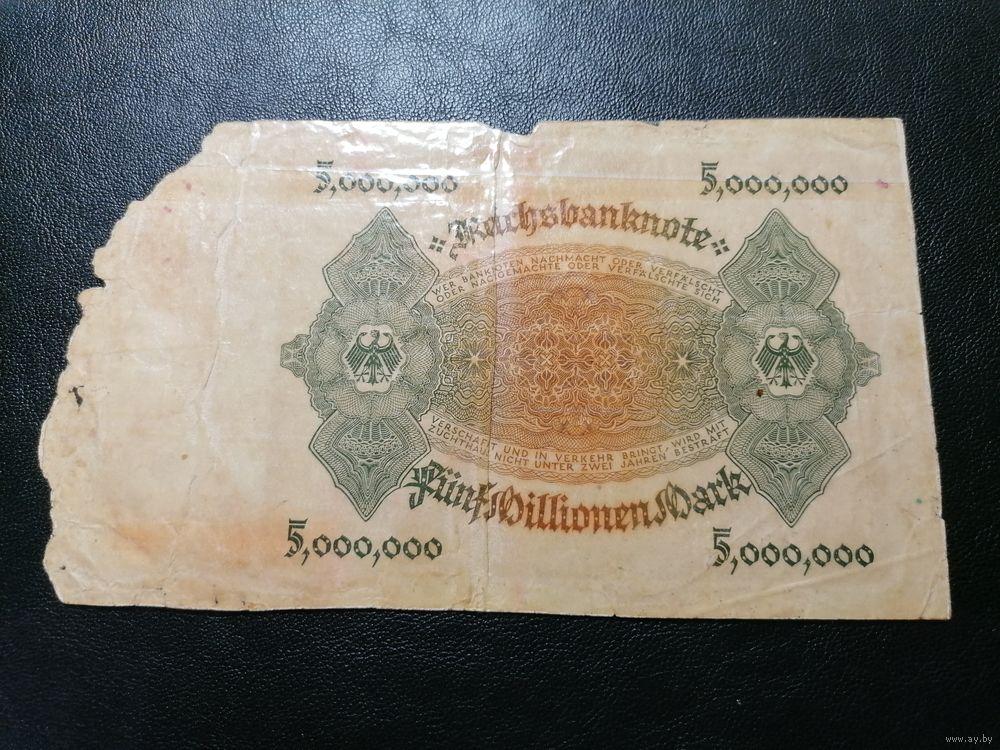 5,000,000 5,000,000
Reichsbanknote
WER BANKNOTEN NACHMACHT ODER VERFÄLSCHT
ODER NACHGEMACHTE ODER VERFÄLSCHTE SICH
VERSCHAFFT UND IN VERKEHR BRINGT, WIRD MIT
ZUCHTHAUS NICHT UNTER ZWEI JAHREN BESTRAFT
Fünf Millionen Mark
5,000,000 5,000,000
www.ay.by